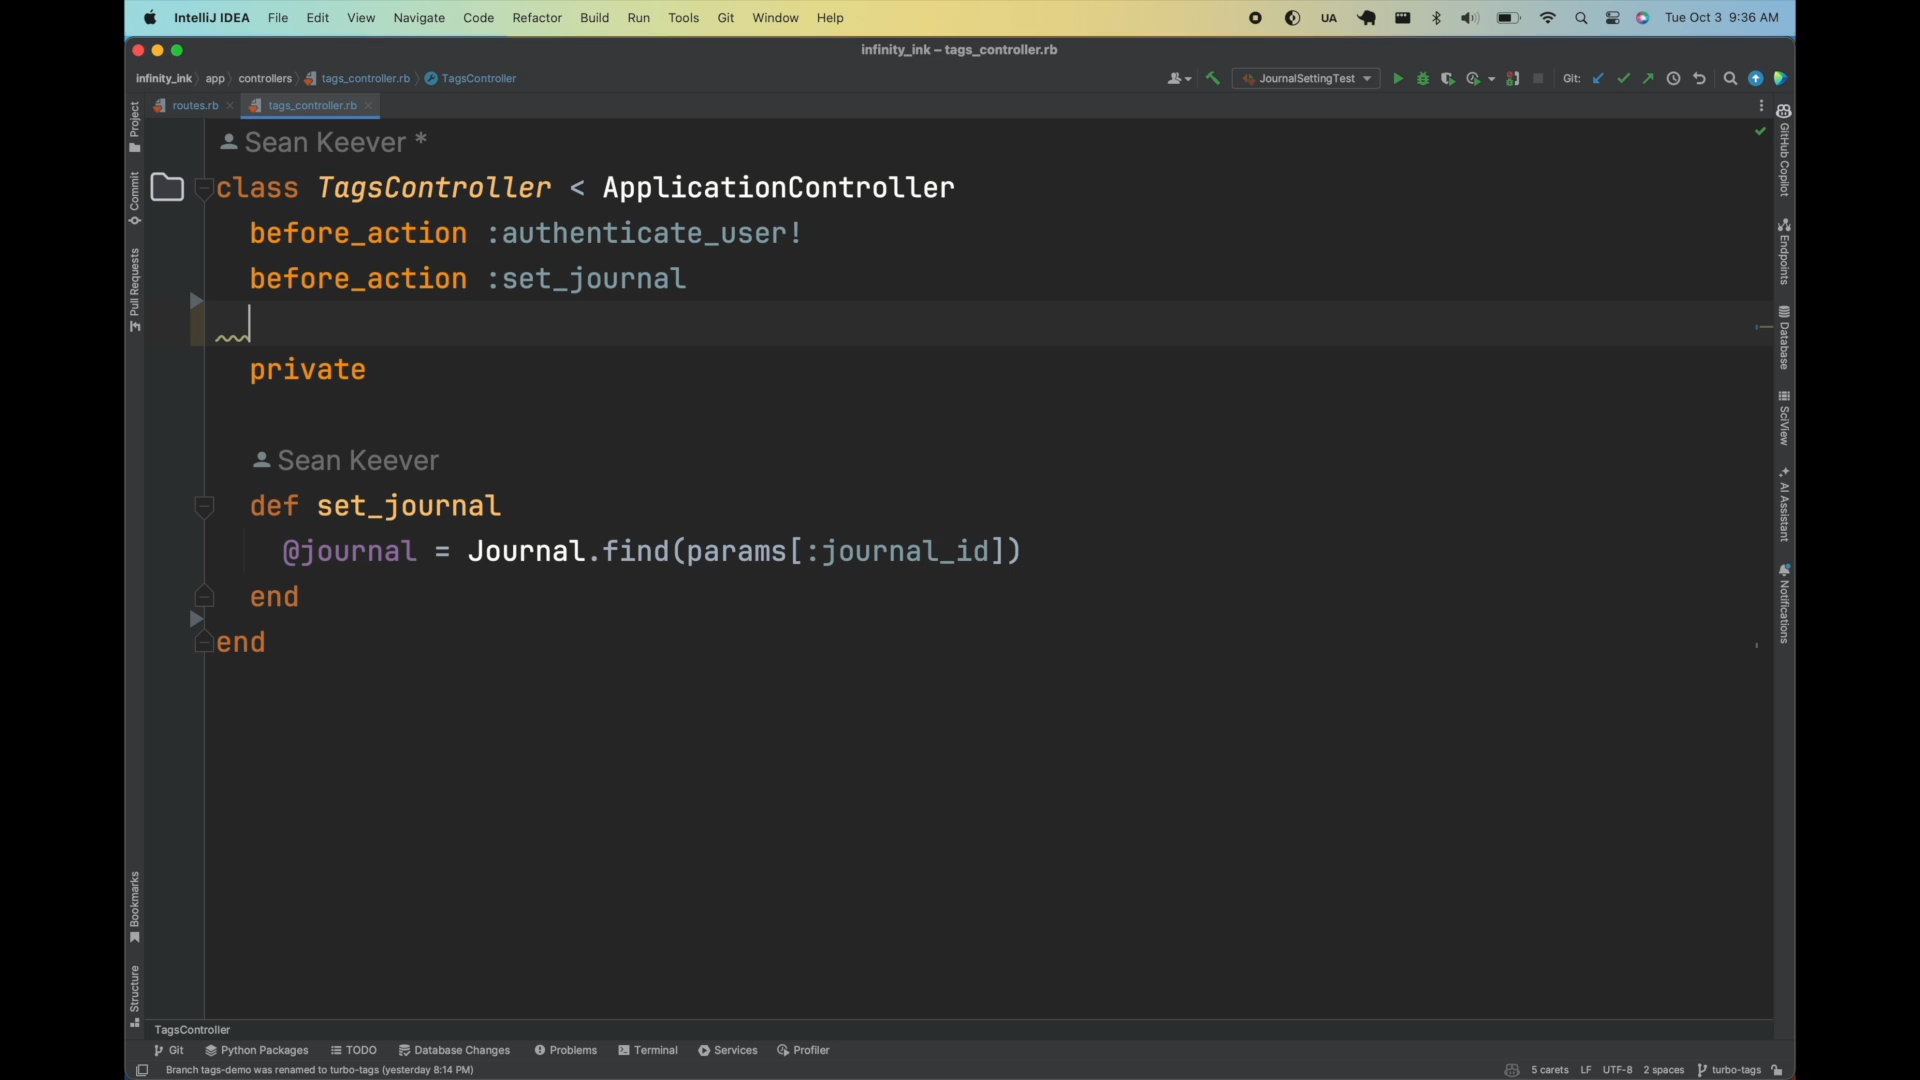 IntelliJ IDEA File Edit View Navigate Code Refactor Build Run Tools Git Window Help UA Tue Oct 3 9:36 AM
infinity_ink – tags_controller.rb
infinity_ink app controllers tags_controller.rb TagsController JournalSettingTest Git:
routes.rb tags_controller.rb
Project
Commit
Pull Requests
Bookmarks
Structure
Sean Keever *
class TagsController < ApplicationController
before_action :authenticate_user!
before_action :set_journal
private
Sean Keever
def set_journal
@journal = Journal.find(params[:journal_id])
end
end
GitHub Copilot
Endpoints
Database
SciView
AI Assistant
Notifications
TagsController
Git Python Packages TODO Database Changes Problems Terminal Services Profiler
Branch tags-demo was renamed to turbo-tags (yesterday 8:14 PM) 5 carets LF UTF-8 2 spaces turbo-tags